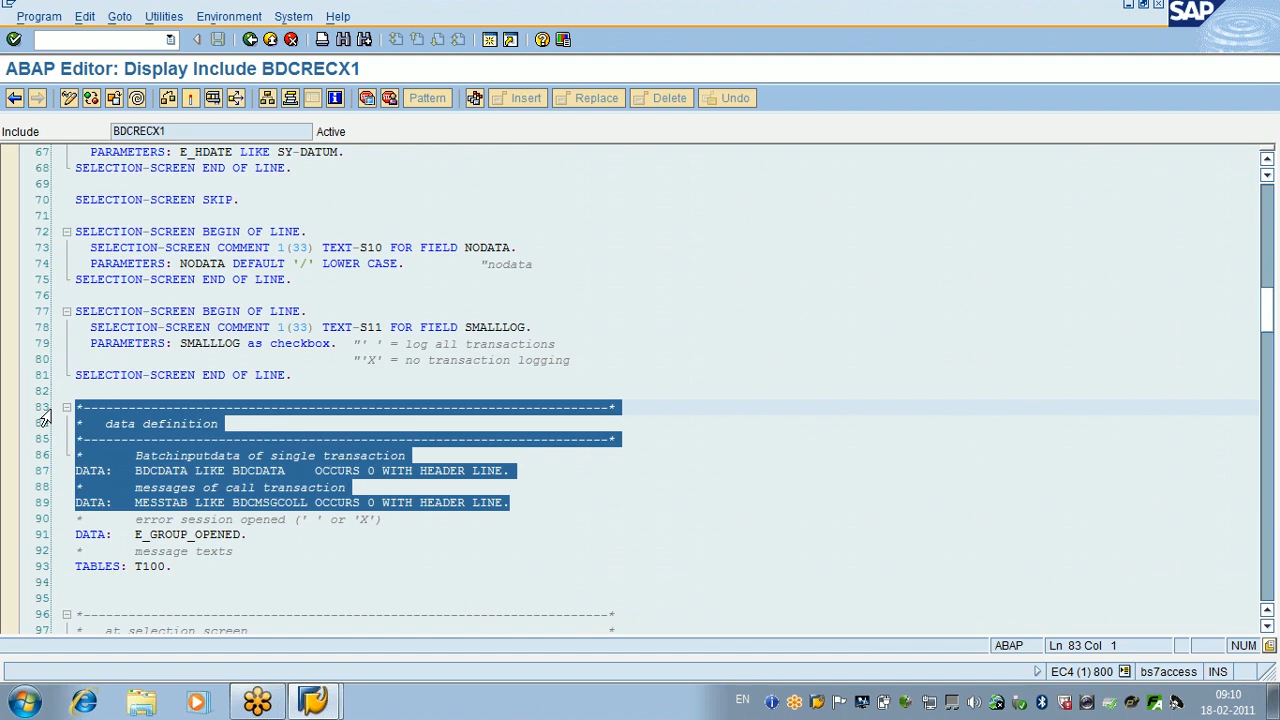 Program Edit Goto Utilities Environment System Help
SAP
ABAP Editor: Display Include BDCRECX1
Pattern Insert Replace Delete Undo
Include BDCRECX1 Active
67 PARAMETERS: E_HDATE LIKE SY-DATUM.
68 SELECTION-SCREEN END OF LINE.
69
70 SELECTION-SCREEN SKIP.
71
72 SELECTION-SCREEN BEGIN OF LINE.
73 SELECTION-SCREEN COMMENT 1(33) TEXT-S10 FOR FIELD NODATA.
74 PARAMETERS: NODATA DEFAULT '/' LOWER CASE. "nodata
75 SELECTION-SCREEN END OF LINE.
76
77 SELECTION-SCREEN BEGIN OF LINE.
78 SELECTION-SCREEN COMMENT 1(33) TEXT-S11 FOR FIELD SMALLLOG.
79 PARAMETERS: SMALLLOG as checkbox. "' ' = log all transactions
80 "'X' = no transaction logging
81 SELECTION-SCREEN END OF LINE.
82
83 *----------------------------------------------------------------------*
* data definition
85 *----------------------------------------------------------------------*
86 * Batchinputdata of single transaction
87 DATA: BDCDATA LIKE BDCDATA OCCURS 0 WITH HEADER LINE.
88 * messages of call transaction
89 DATA: MESSTAB LIKE BDCMSGCOLL OCCURS 0 WITH HEADER LINE.
90 * error session opened (' ' or 'X')
91 DATA: E_GROUP_OPENED.
92 * message texts
93 TABLES: T100.
94
95
96 *----------------------------------------------------------------------*
97 * at selection screen *
ABAP Ln 83 Col 1 NUM
EC4 (1) 800 bs7access INS
EN 09:10
18-02-2011